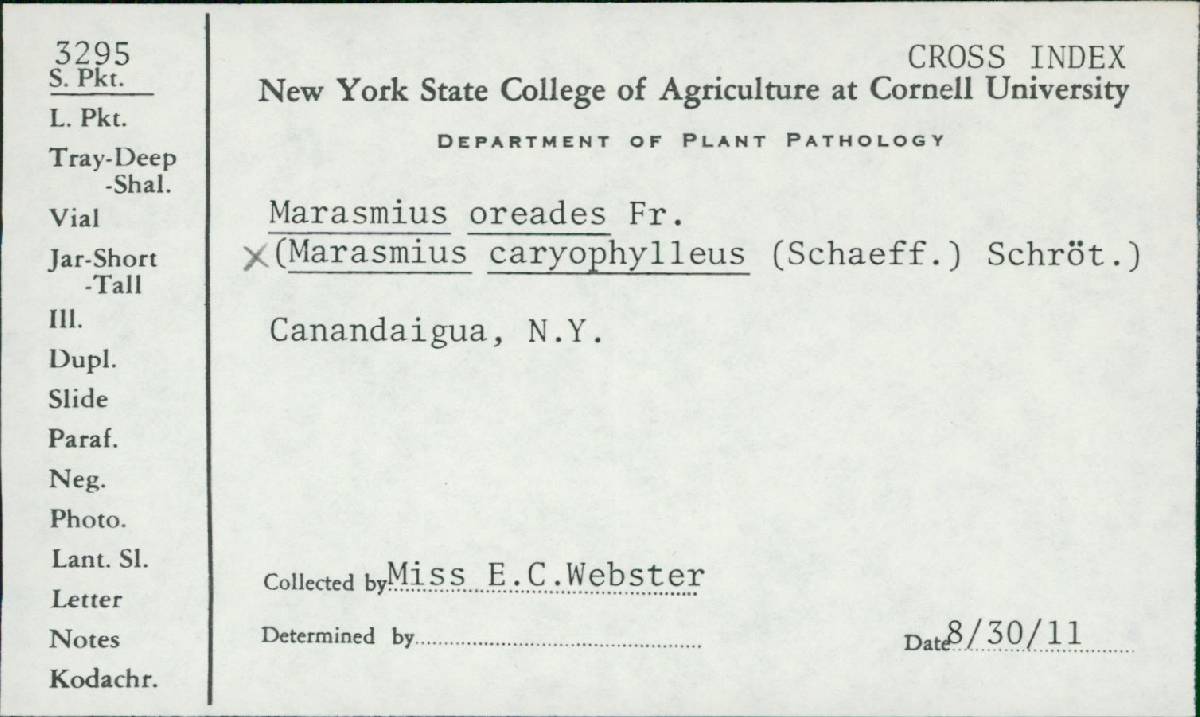 3295
S. Pkt.
L. Pkt.
Tray-Deep
-Shal.
Vial
Jar-Short
-Tall
Ill.
Dupl.
Slide
Paraf.
Neg.
Photo.
Lant. Sl.
Letter
Notes
Kodachr.
CROSS INDEX
New York State College of Agriculture at Cornell University
DEPARTMENT OF PLANT PATHOLOGY
Marasmius oreades Fr.
X (Marasmius caryophylleus (Schaeff.) Schröt.)
Canandaigua, N.Y.
Collected by Miss E.C.Webster
Determined by
Date 8/30/11